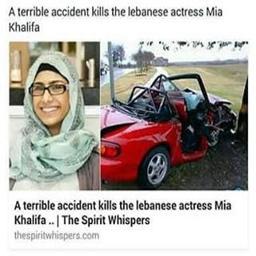 A terrible accident kills the lebanese actress Mia
Khalifa
A terrible accident kills the lebanese actress Mia
Khalifa .. | The Spirit Whispers
thespiritwhispers.com